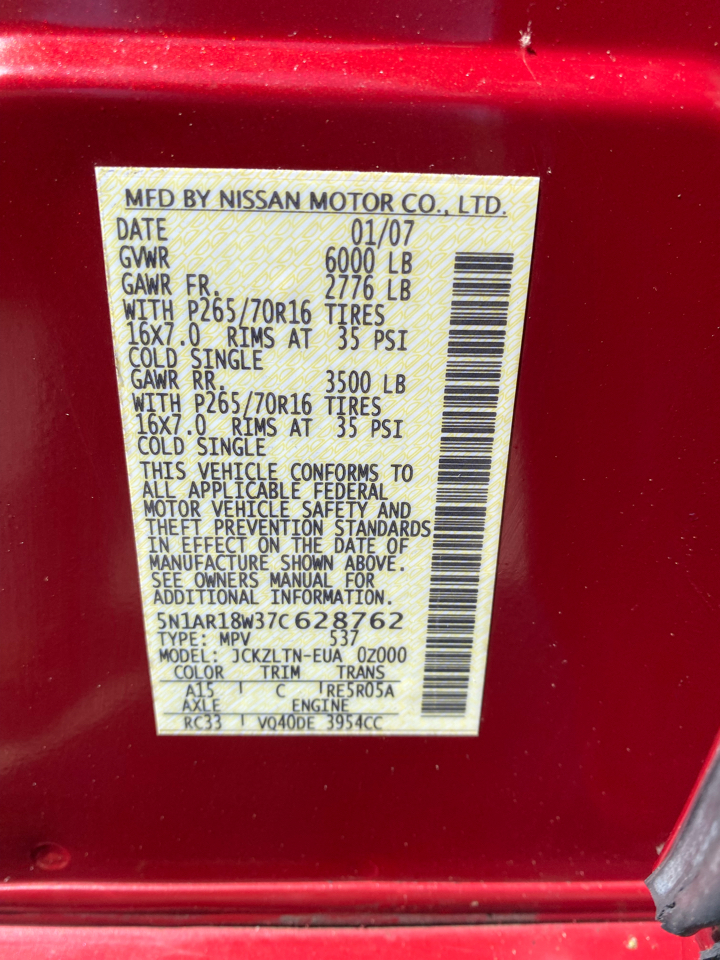 MFD BY NISSAN MOTOR CO., LTD.
DATE 01/07
GVWR 6000 LB
GAWR FR. 2776 LB
WITH P265/70R16 TIRES
16X7.0 RIMS AT 35 PSI
COLD SINGLE
GAWR RR. 3500 LB
WITH P265/70R16 TIRES
16X7.0 RIMS AT 35 PSI
COLD SINGLE
THIS VEHICLE CONFORMS TO
ALL APPLICABLE FEDERAL
MOTOR VEHICLE SAFETY AND
THEFT PREVENTION STANDARDS
IN EFFECT ON THE DATE OF
MANUFACTURE SHOWN ABOVE.
SEE OWNERS MANUAL FOR
ADDITIONAL INFORMATION.
5N1AR18W37C628762
TYPE: MPV 537
MODEL: JCKZLTN-EUA 0Z000
COLOR TRIM TRANS
A15 C RE5R05A
AXLE ENGINE
RC33 VQ40DE 3954CC